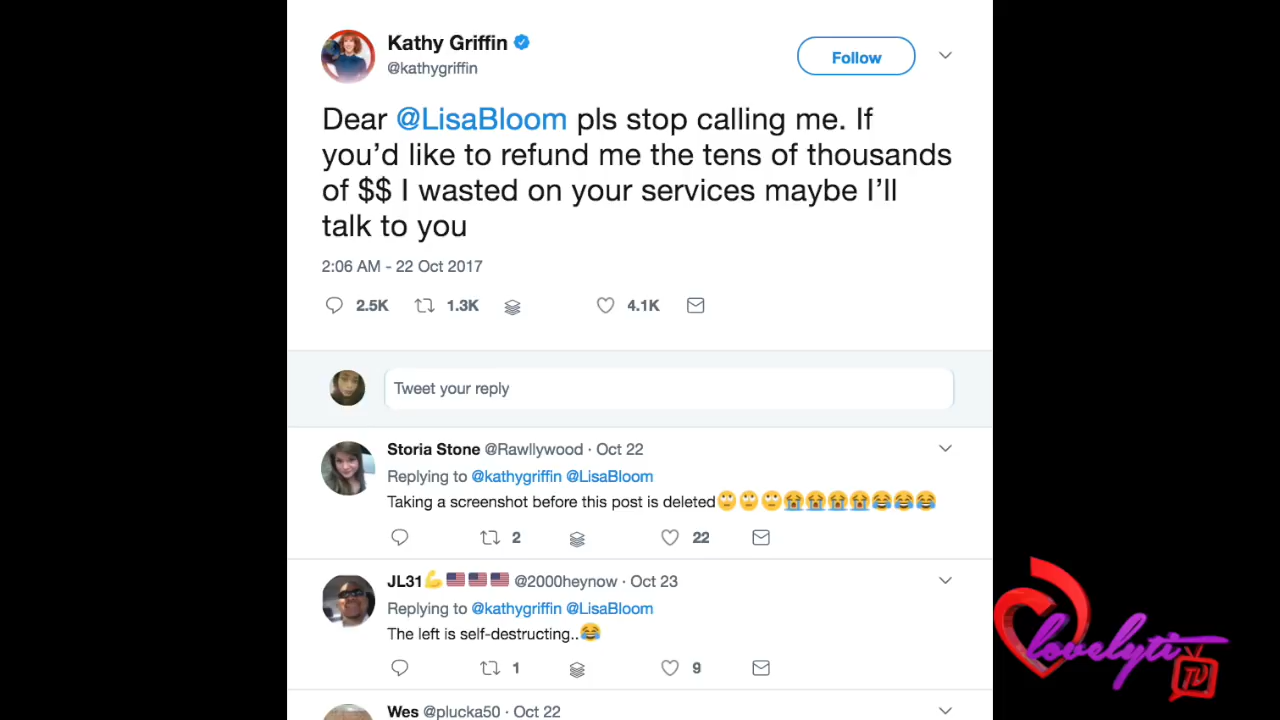 Kathy Griffin
@kathygriffin
Follow
Dear @LisaBloom pls stop calling me. If
you’d like to refund me the tens of thousands
of $$ I wasted on your services maybe I’ll
talk to you
2:06 AM - 22 Oct 2017
2.5K 1.3K 4.1K
Tweet your reply
Storia Stone @Rawllywood · Oct 22
Replying to @kathygriffin @LisaBloom
Taking a screenshot before this post is deleted🙄🙄🙄😭😭😭😭😂😂😂
2 22
JL31💪🇺🇸🇺🇸🇺🇸 @2000heynow · Oct 23
Replying to @kathygriffin @LisaBloom
The left is self-destructing..😂
1 9
Wes @plucka50 · Oct 22
lovelyti
TV